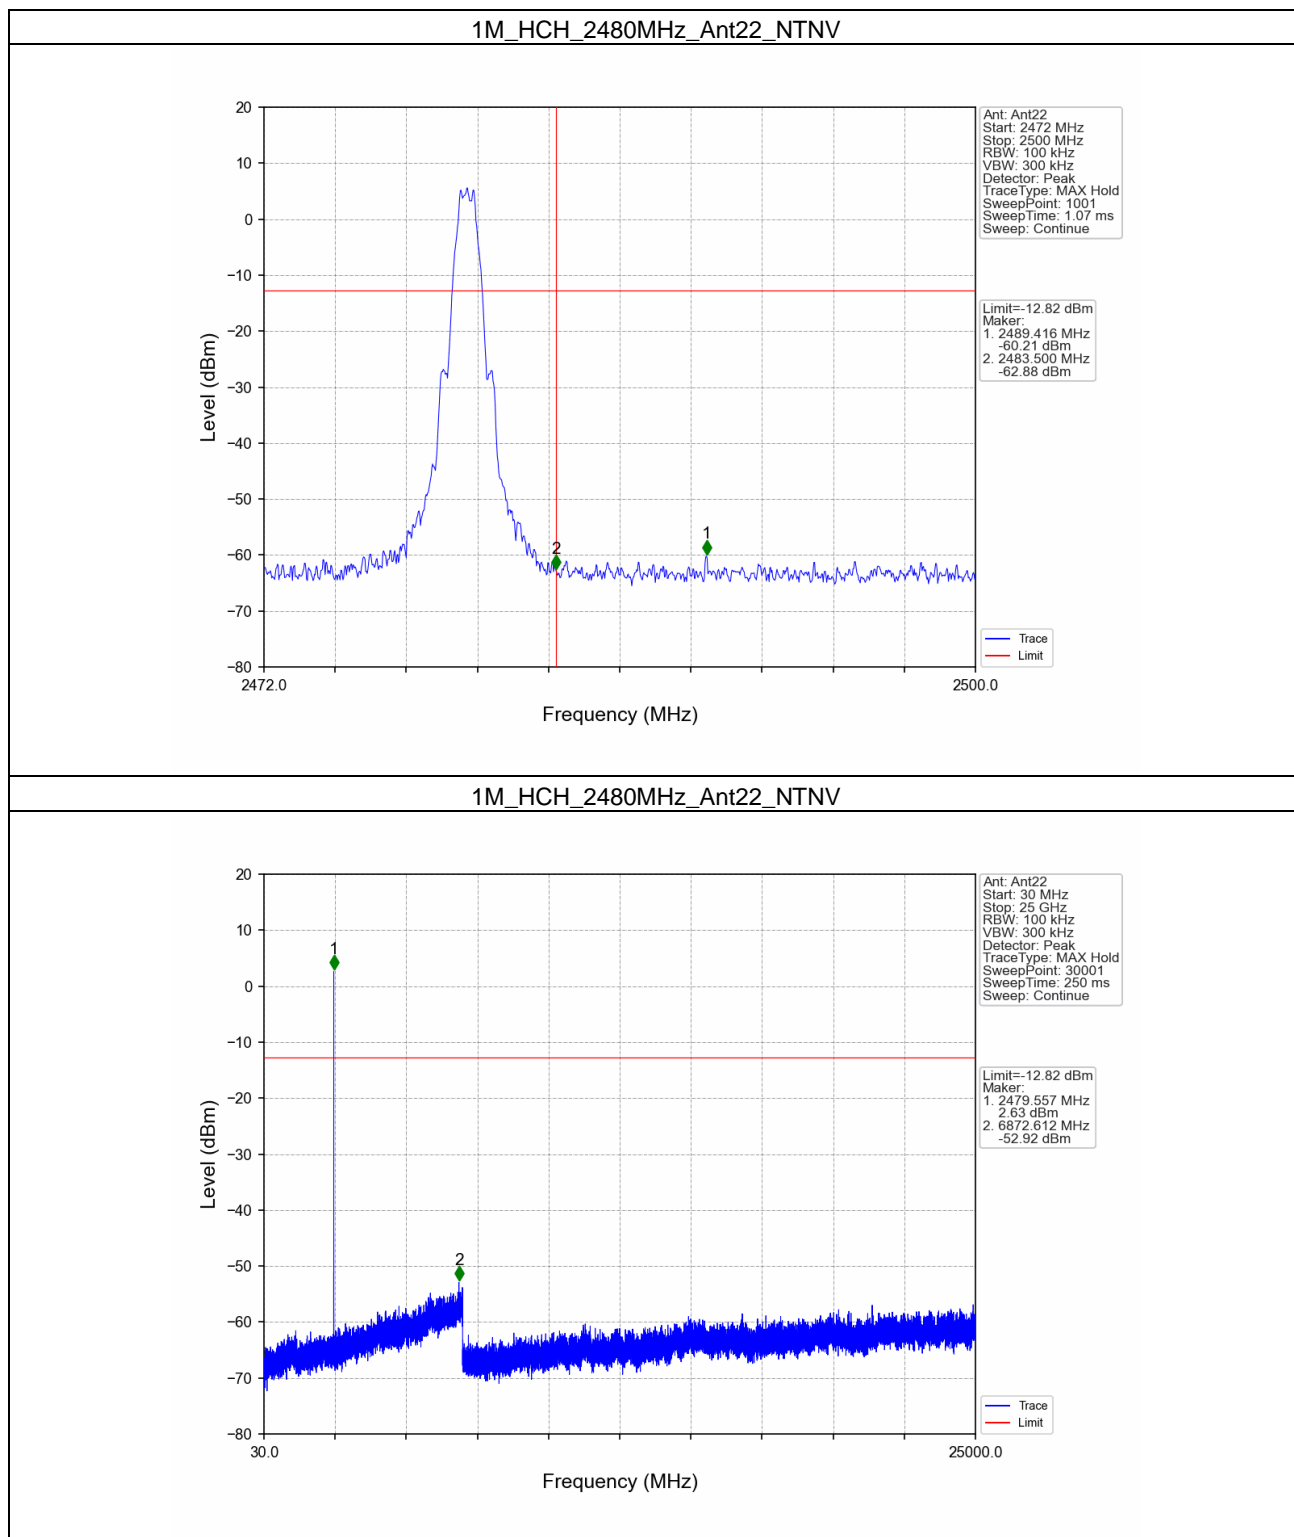 1M_HCH_2480MHz_Ant22_NTNV
20
10
0
−10
−20
−30
−40
−50
−60
−70
−80
Level (dBm)
2472.0
2500.0
Frequency (MHz)
1
2
Ant: Ant22
Start: 2472 MHz
Stop: 2500 MHz
RBW: 100 kHz
VBW: 300 kHz
Detector: Peak
TraceType: MAX Hold
SweepPoint: 1001
SweepTime: 1.07 ms
Sweep: Continue
Limit=-12.82 dBm
Maker:
1. 2489.416 MHz
-60.21 dBm
2. 2483.500 MHz
-62.88 dBm
Trace
Limit
1M_HCH_2480MHz_Ant22_NTNV
20
10
0
−10
−20
−30
−40
−50
−60
−70
−80
Level (dBm)
30.0
25000.0
Frequency (MHz)
1
2
Ant: Ant22
Start: 30 MHz
Stop: 25 GHz
RBW: 100 kHz
VBW: 300 kHz
Detector: Peak
TraceType: MAX Hold
SweepPoint: 30001
SweepTime: 250 ms
Sweep: Continue
Limit=-12.82 dBm
Maker:
1. 2479.557 MHz
2.63 dBm
2. 6872.612 MHz
-52.92 dBm
Trace
Limit